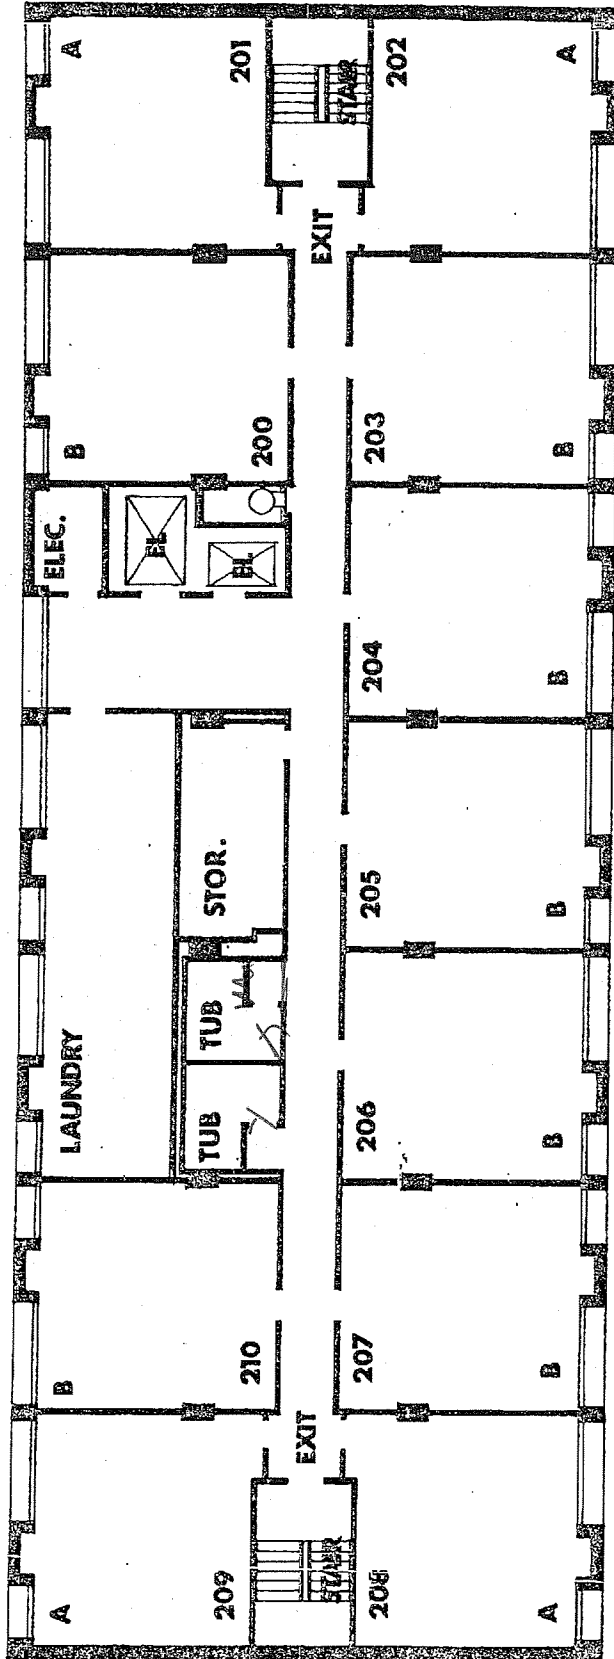 A B LAUNDRY ELEC. B A
EL
TUB TUB STOR.
209 210 EL 200 201
STAIR EXIT EXIT STAIR
208 207 206 205 204 203 202
A B B B B B A